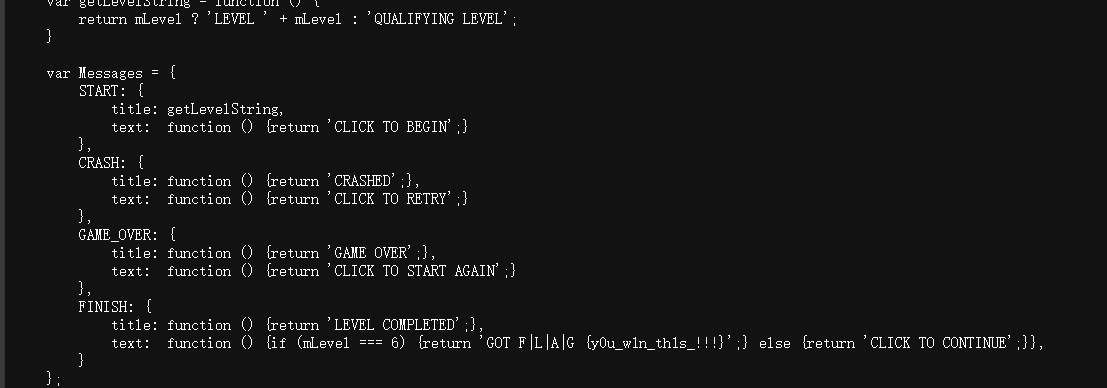 var getLevelString = function () {
return mLevel ? 'LEVEL ' + mLevel : 'QUALIFYING LEVEL';
}
var Messages = {
START: {
title: getLevelString,
text:  function () {return 'CLICK TO BEGIN';}
},
CRASH: {
title: function () {return 'CRASHED';},
text:  function () {return 'CLICK TO RETRY';}
},
GAME_OVER: {
title: function () {return 'GAME OVER';},
text:  function () {return 'CLICK TO START AGAIN';}
},
FINISH: {
title: function () {return 'LEVEL COMPLETED';},
text:  function () {if (mLevel === 6) {return 'GOT F|L|A|G {y0u_w1n_th1s_!!!}';} else {return 'CLICK TO CONTINUE';}},
}
};